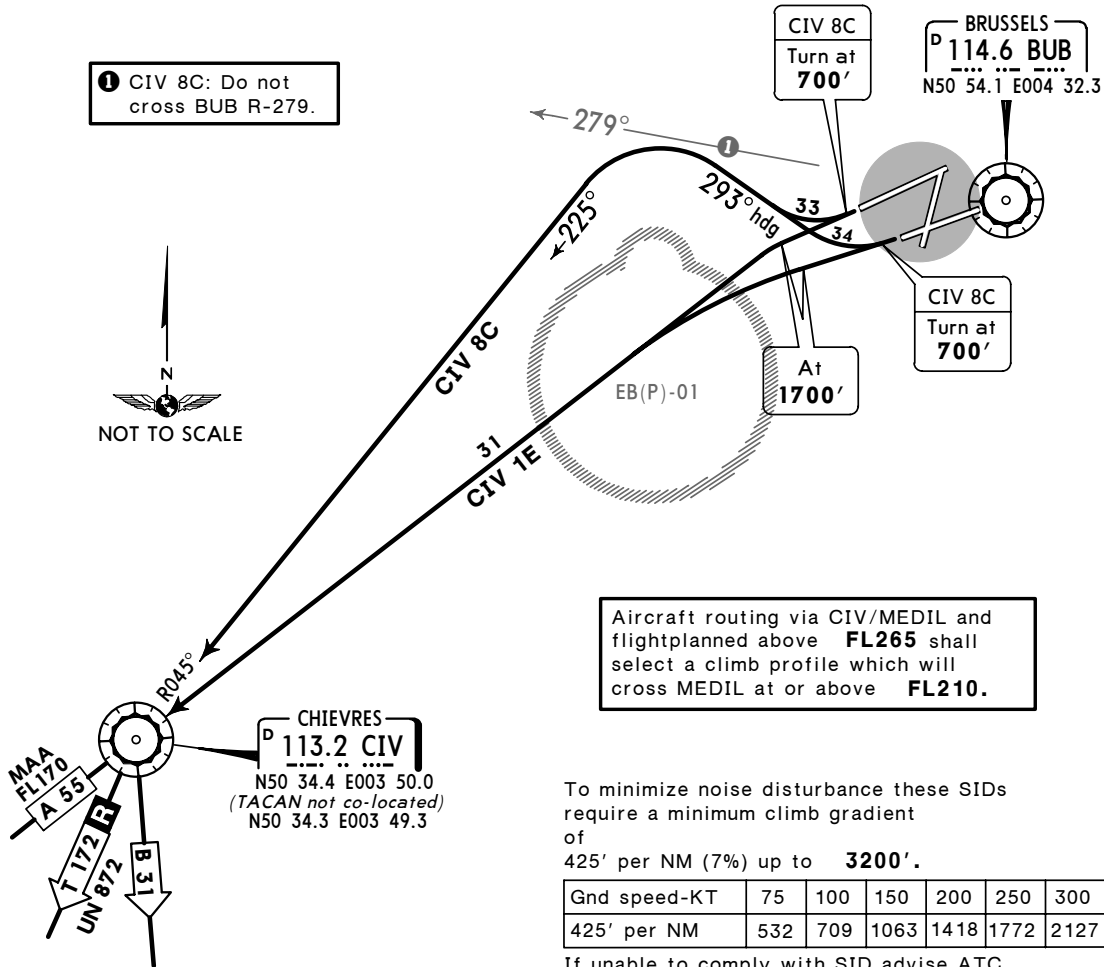 ❶ CIV 8C: Do not
cross BUB R-279.
CIV 8C
Turn at
700′
BRUSSELS
D 114.6 BUB
N50 54.1 E004 32.3
279°
❶
293° hdg
33
34
225°
CIV 8C
Turn at
700′
At
1700′
EB(P)-01
N
NOT TO SCALE
CIV 8C
31
CIV 1E
R045°
Aircraft routing via CIV/MEDIL and
flightplanned above FL265 shall
select a climb profile which will
cross MEDIL at or above FL210.
CHIEVRES
D 113.2 CIV
N50 34.4 E003 50.0
(TACAN not co-located)
N50 34.3 E003 49.3
MAA
FL170
A 55
T 172 R
UN 872
B 31
To minimize noise disturbance these SIDs
require a minimum climb gradient
of
425′ per NM (7%) up to 3200′.
Gnd speed-KT 75 100 150 200 250 300
425′ per NM 532 709 1063 1418 1772 2127
If unable to comply with SID advise ATC